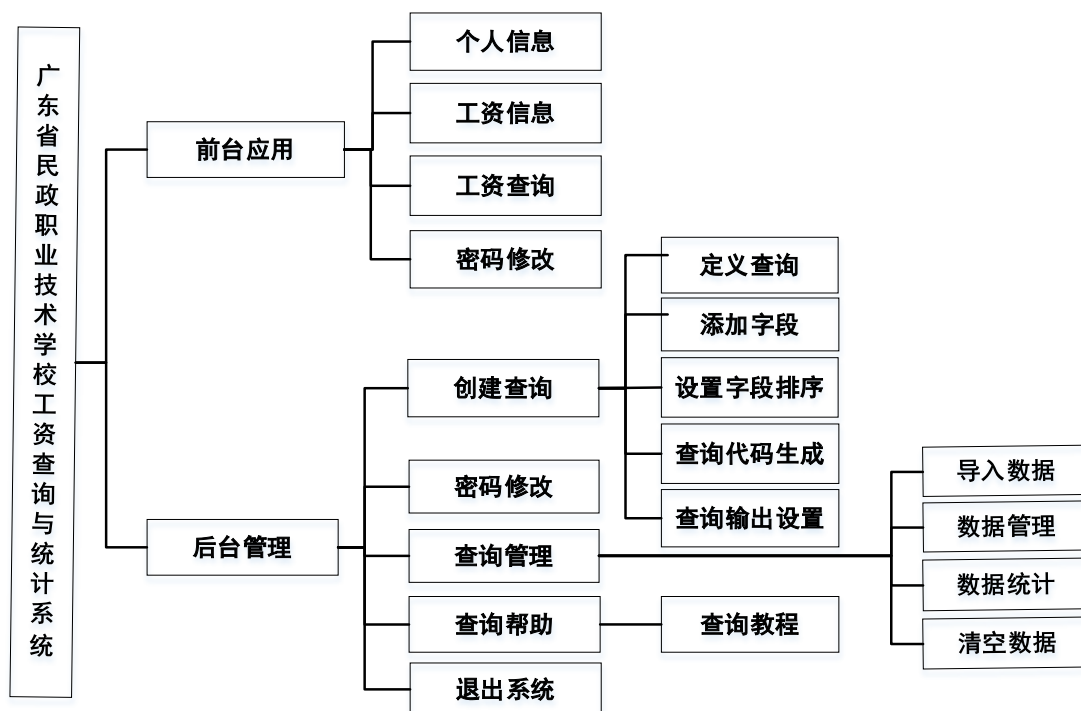 广东省民政职业技术学校工资查询与统计系统
前台应用
个人信息
工资信息
工资查询
密码修改
后台管理
创建查询
定义查询
添加字段
设置字段排序
查询代码生成
查询输出设置
密码修改
查询管理
导入数据
数据管理
数据统计
清空数据
查询帮助
查询教程
退出系统